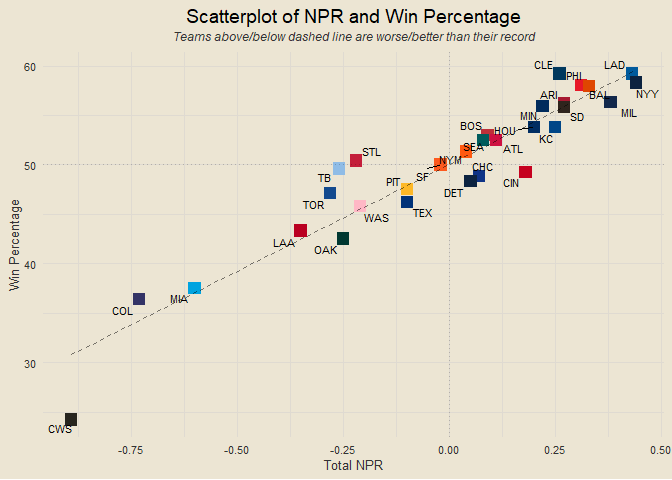 Scatterplot of NPR and Win Percentage
Teams above/below dashed line are worse/better than their record
60
50
40
30
Win Percentage
CLE
PHI
LAD
NYY
ARI
BAL
MIL
SD
MIN
KC
BOS
HOU
SEA
ATL
STL
NYM
CHC
SF
TB
PIT
DET
CIN
TOR
WAS
TEX
LAA
OAK
COL
MIA
CWS
-0.75
-0.50
-0.25
0.00
0.25
0.50
Total NPR